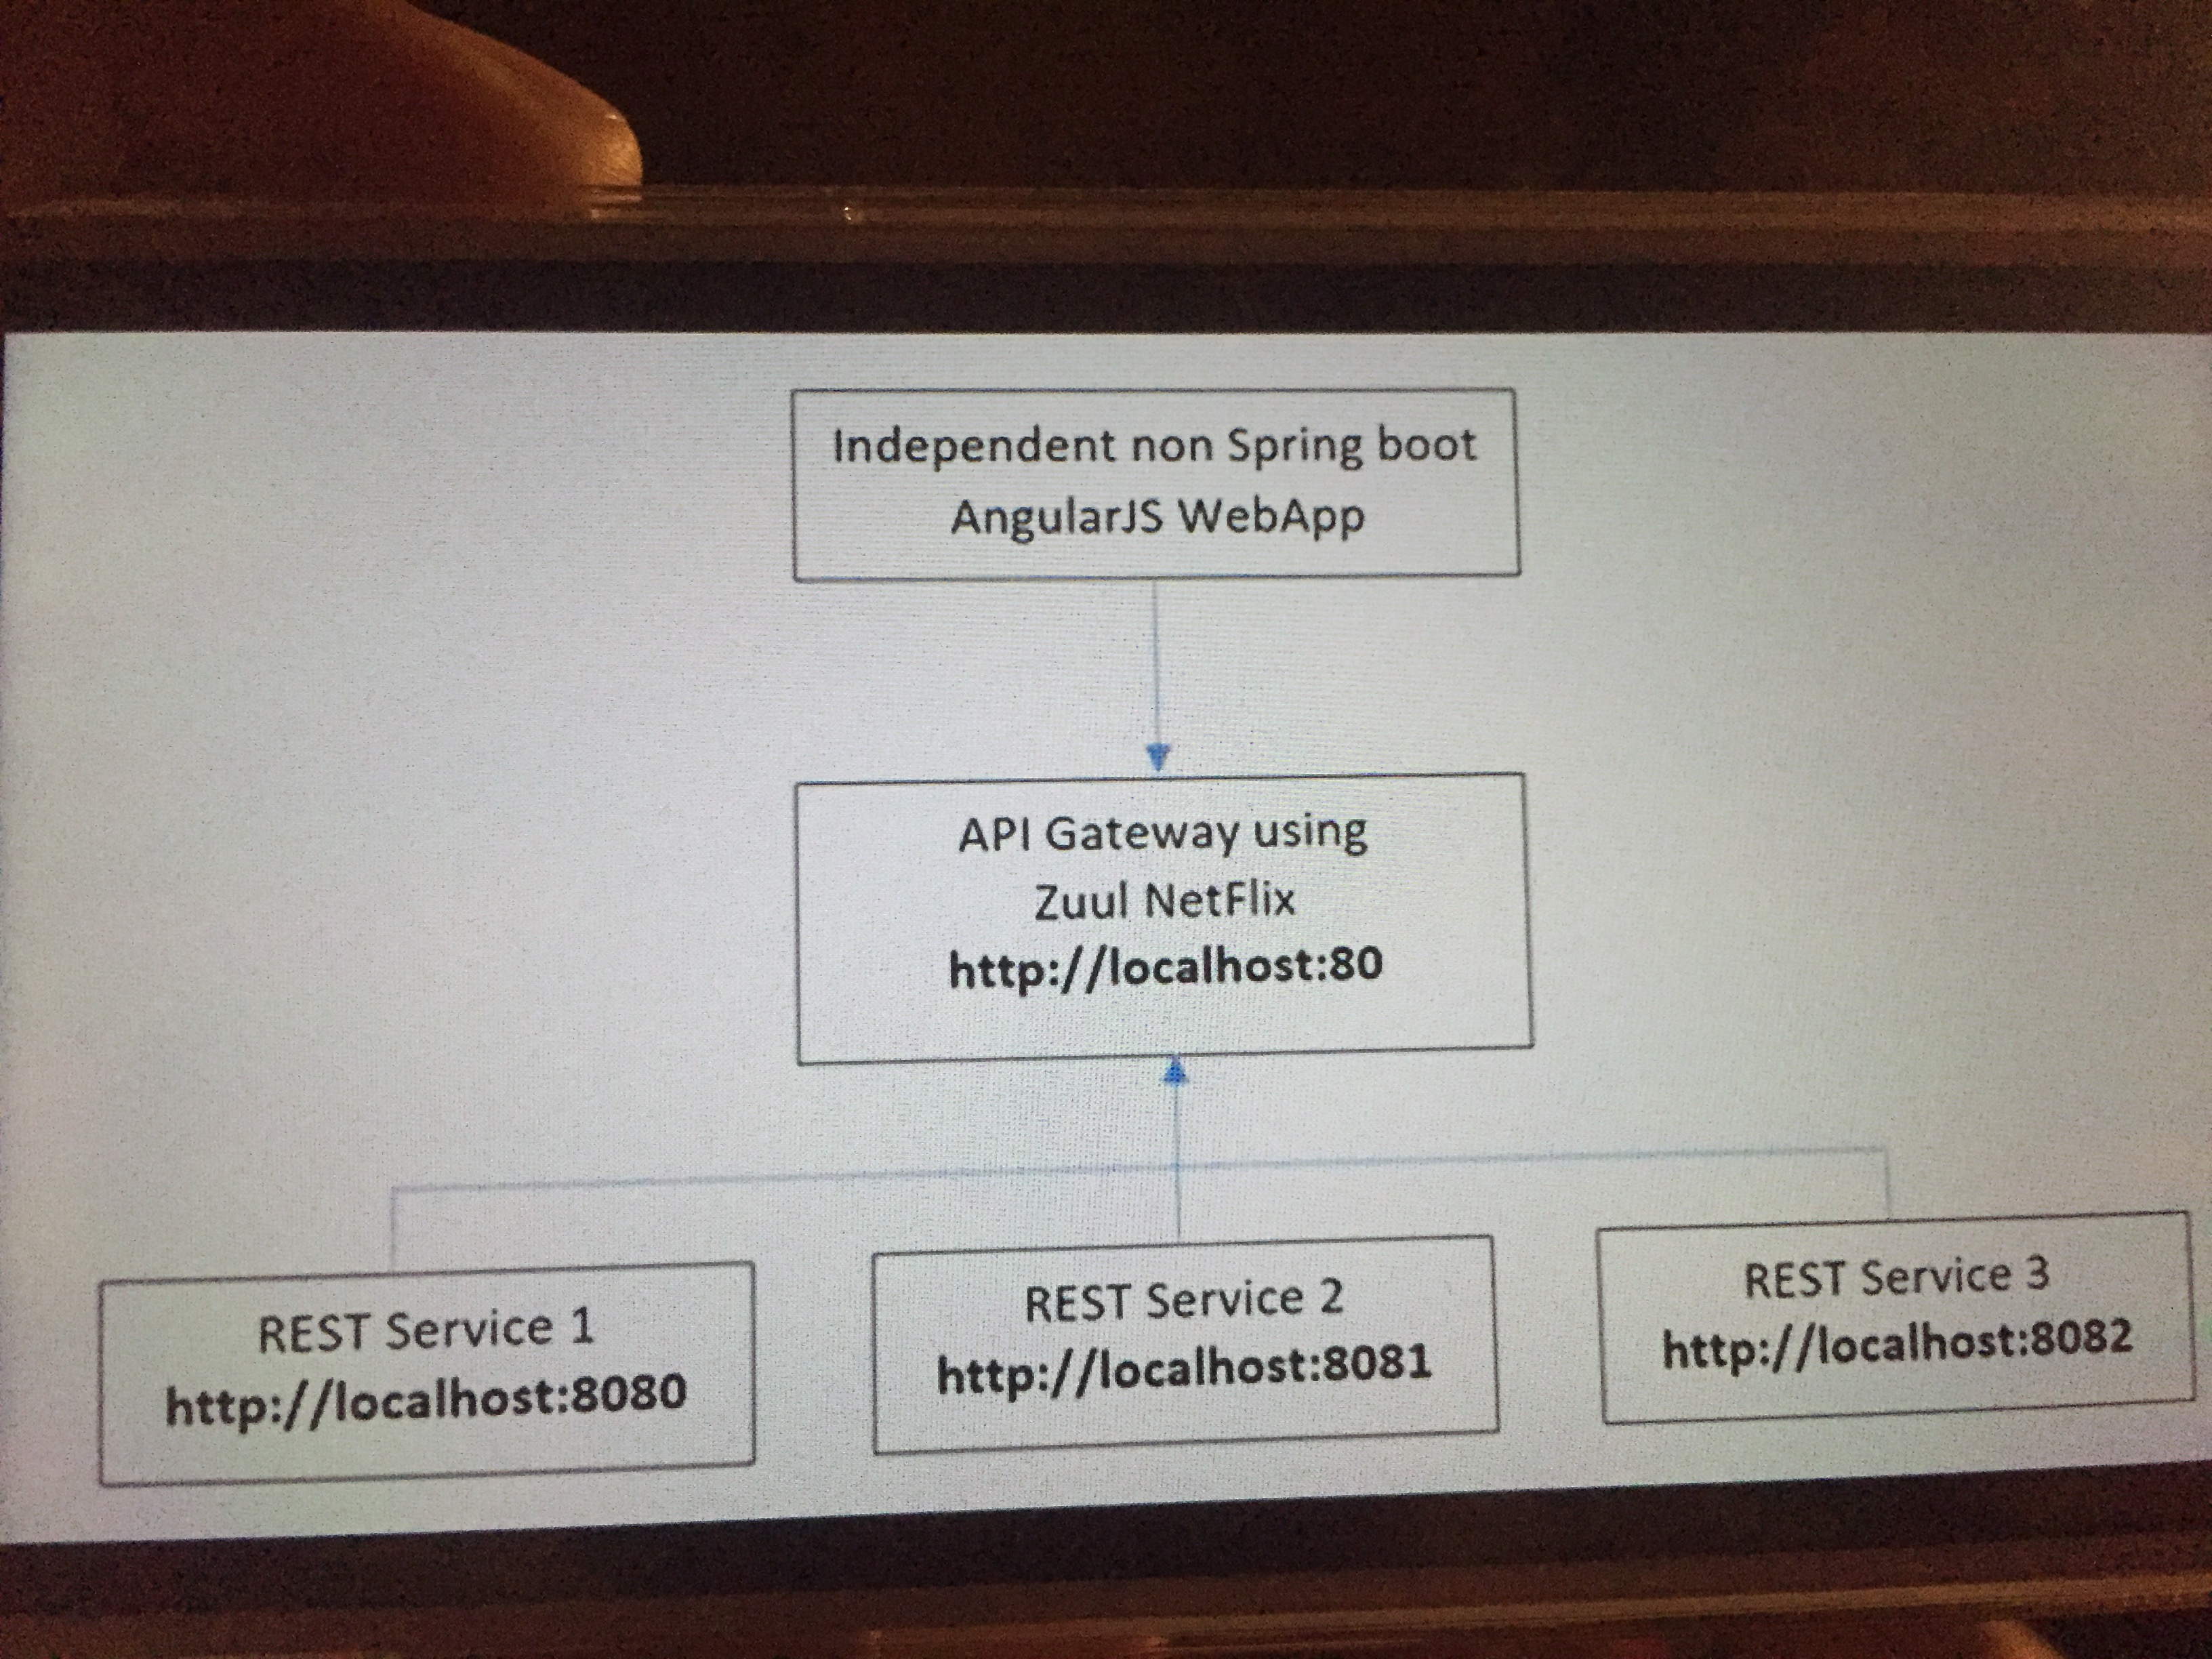 Independent non Spring boot
AngularJS WebApp
API Gateway using
Zuul NetFlix
http://localhost:80
REST Service 1
http://localhost:8080
REST Service 2
http://localhost:8081
REST Service 3
http://localhost:8082